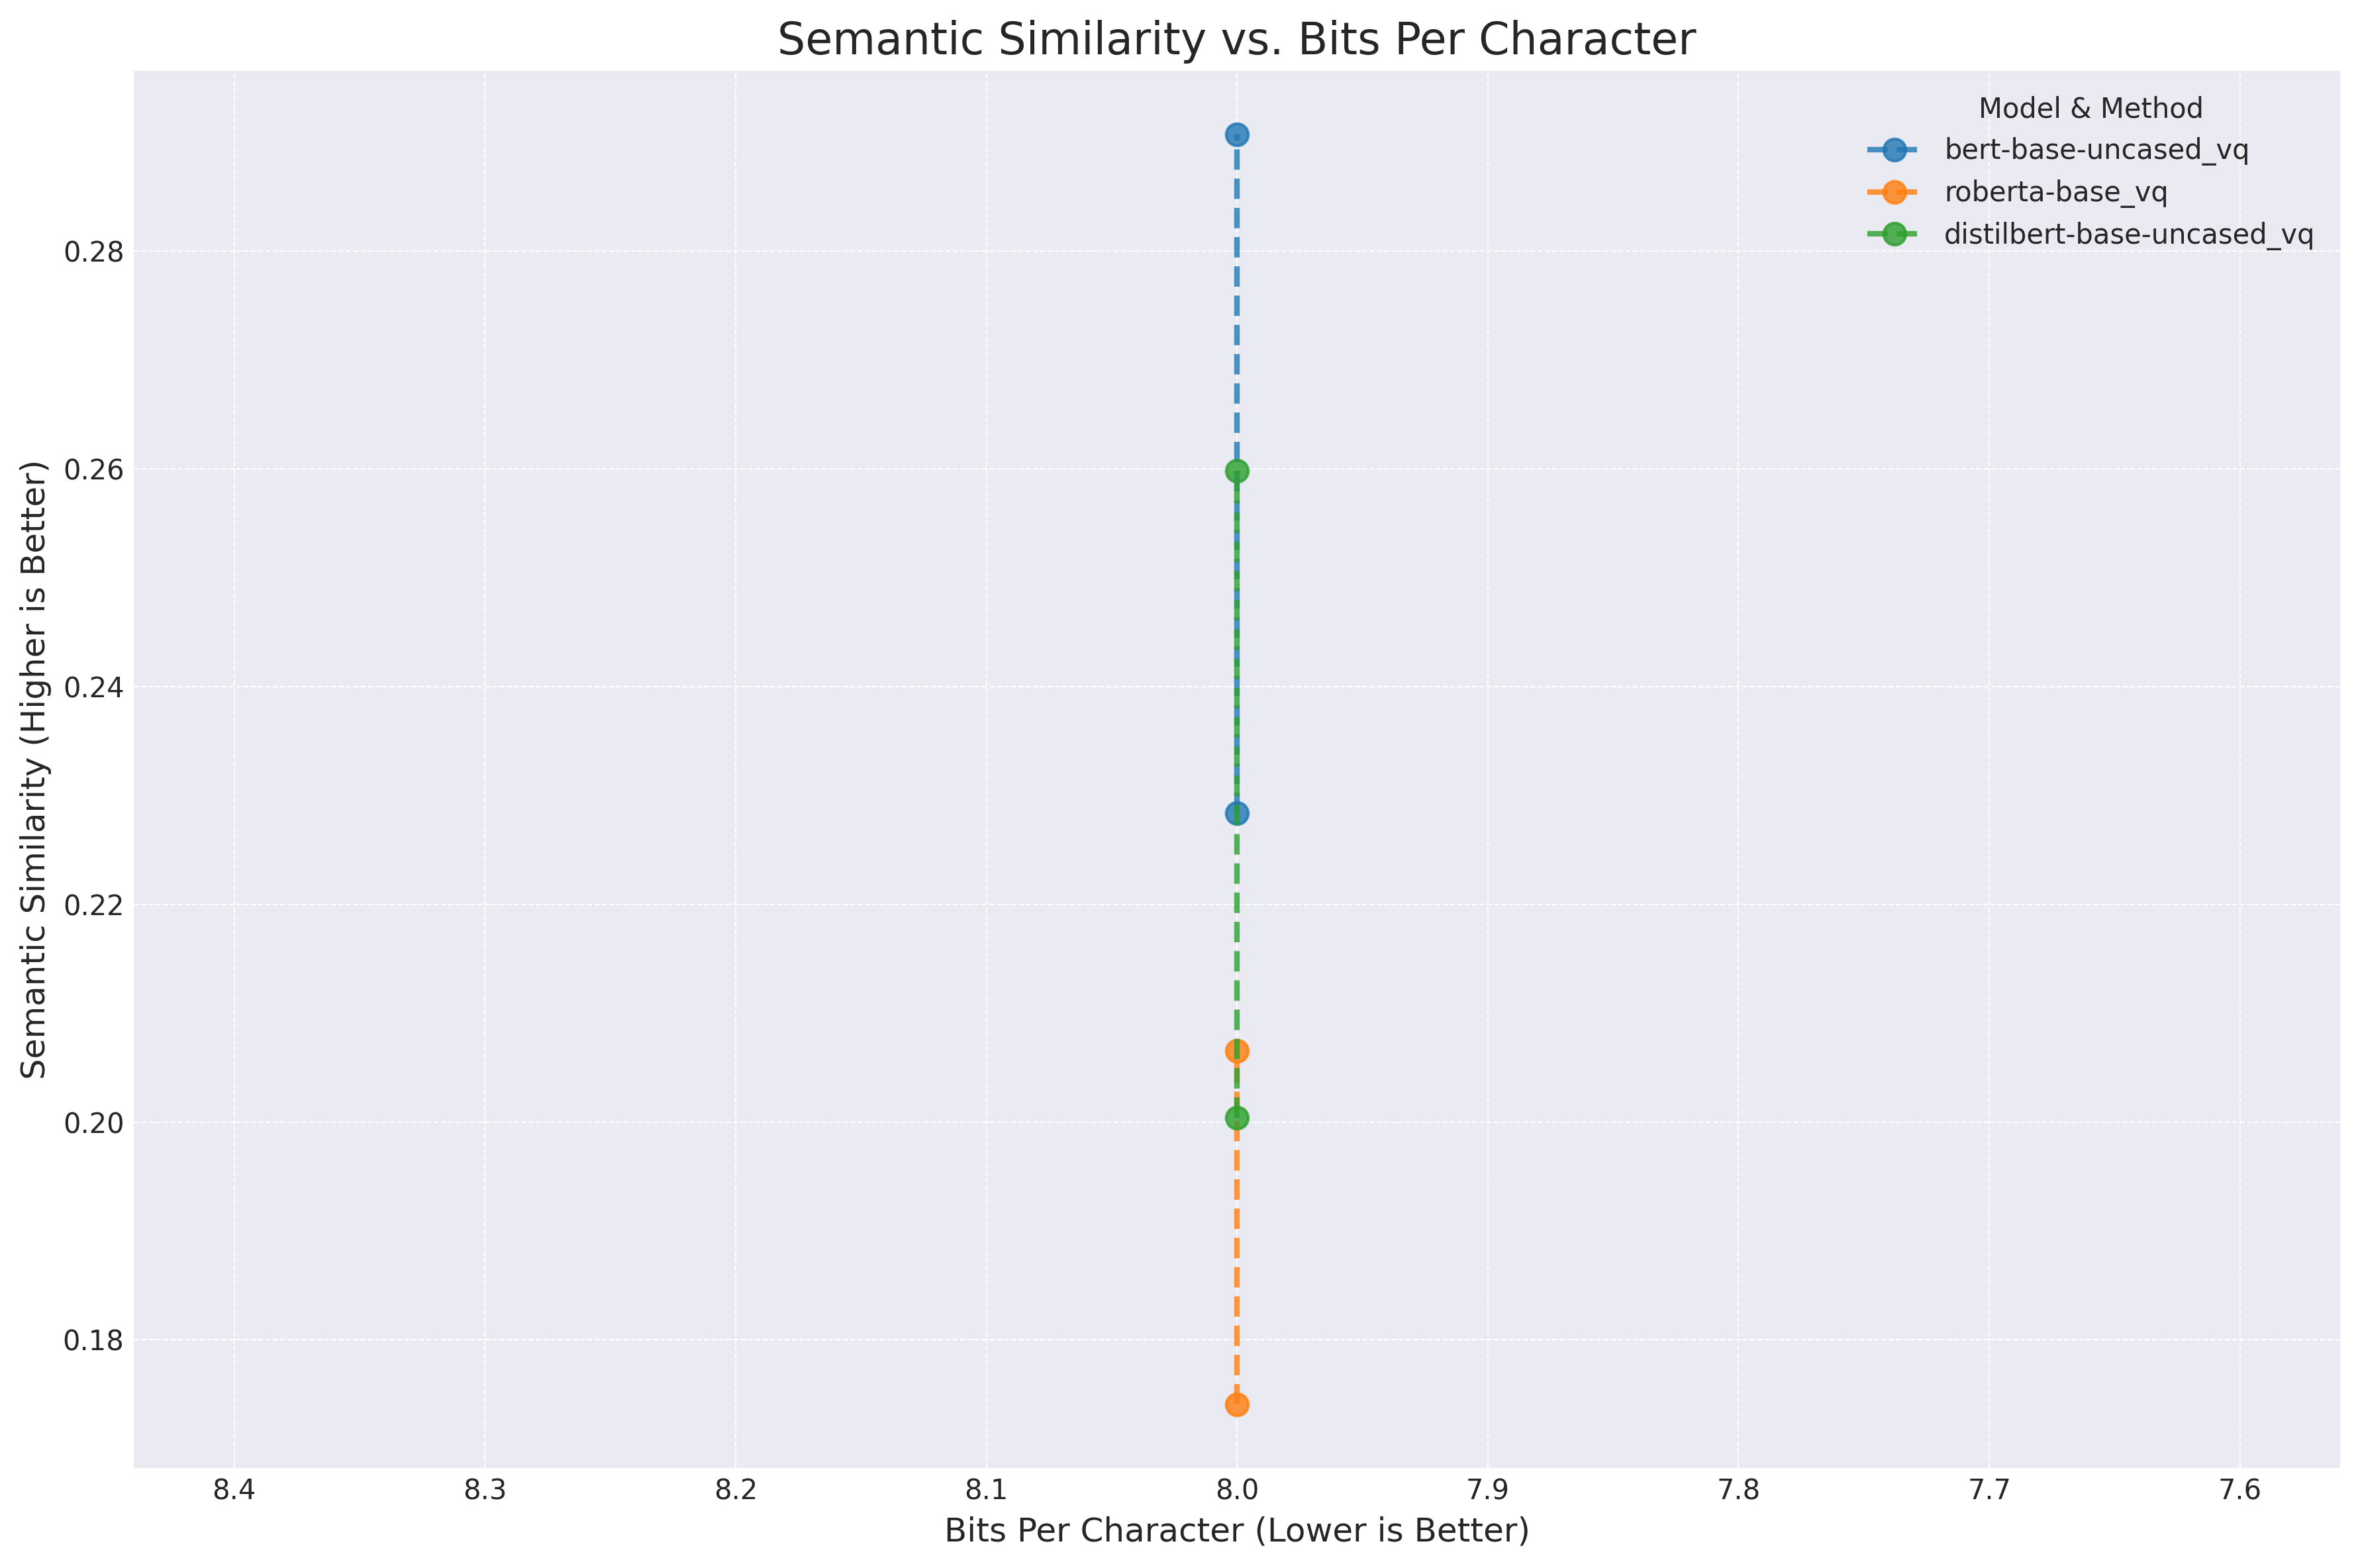 Semantic Similarity vs. Bits Per Character
Model & Method
bert-base-uncased_vq
roberta-base_vq
distilbert-base-uncased_vq
Semantic Similarity (Higher is Better)
0.28
0.26
0.24
0.22
0.20
0.18
8.4 8.3 8.2 8.1 8.0 7.9 7.8 7.7 7.6
Bits Per Character (Lower is Better)